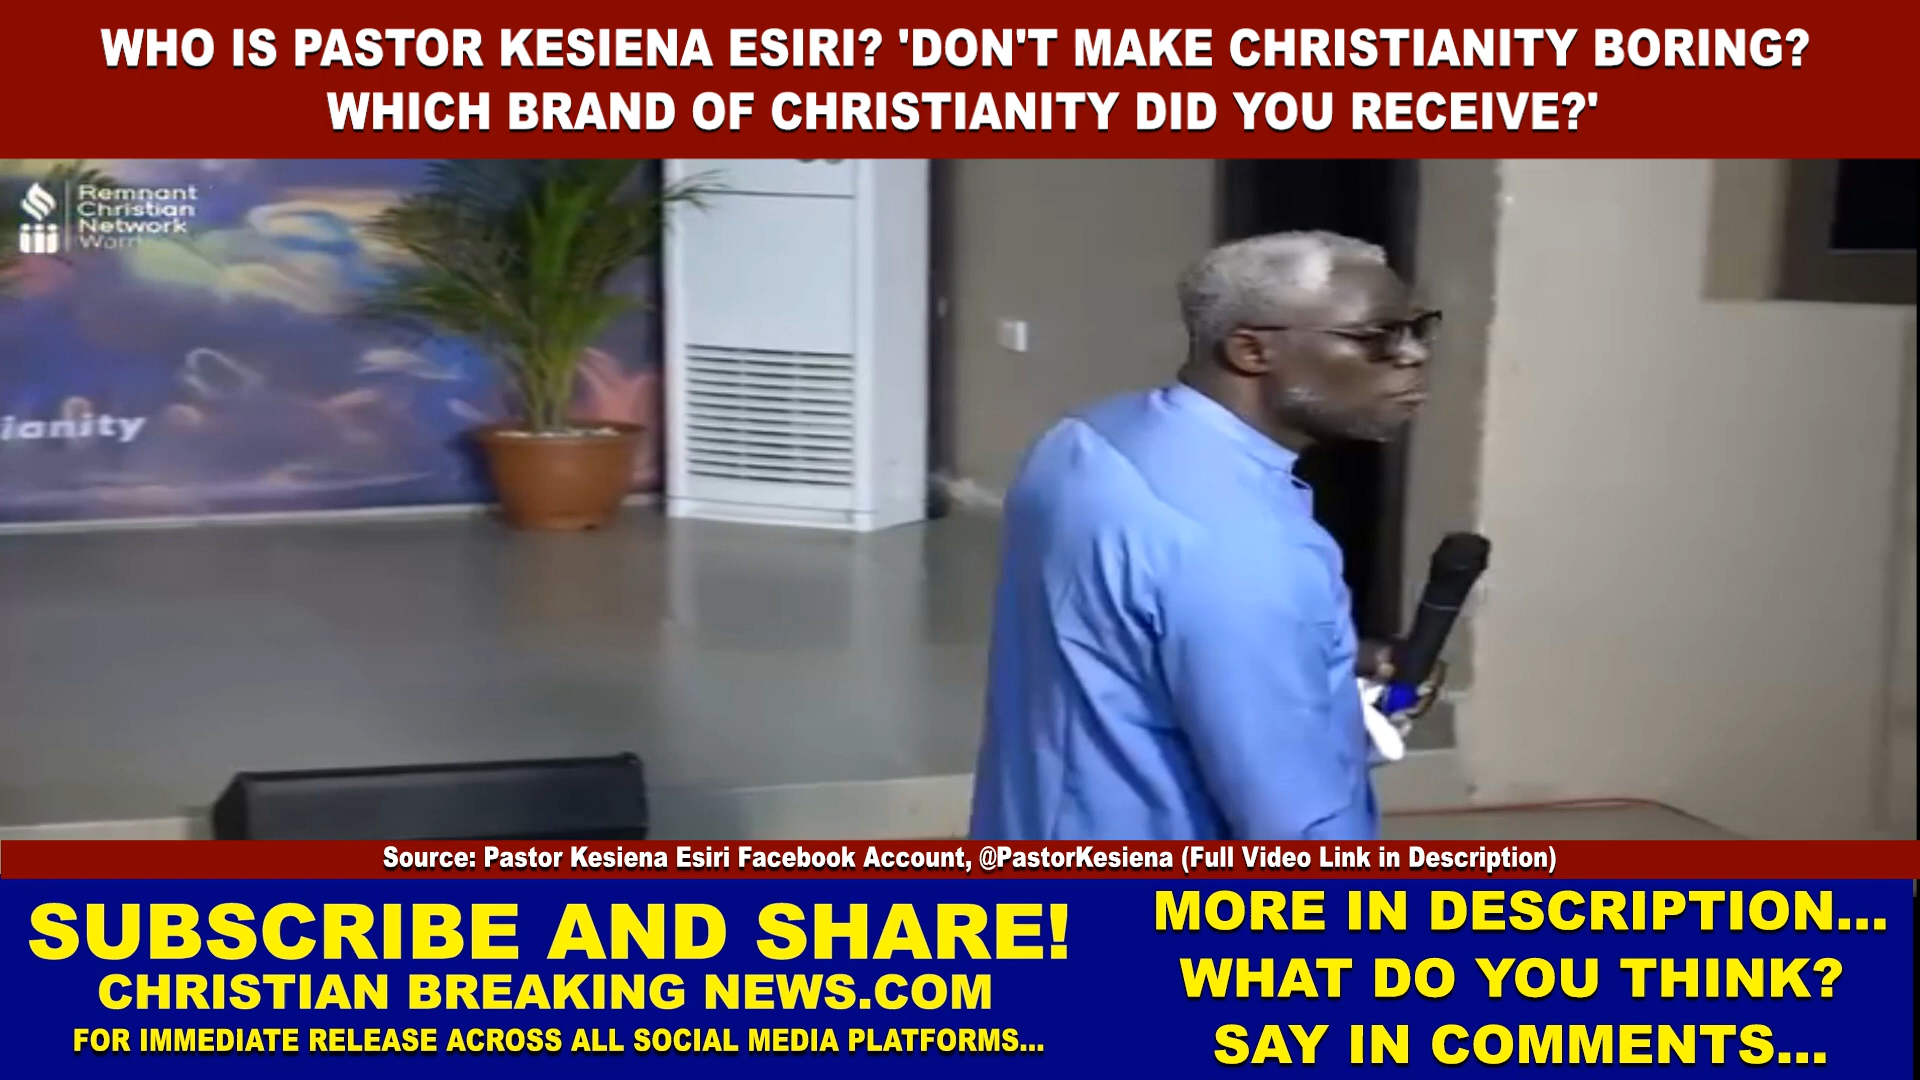 WHO IS PASTOR KESIENA ESIRI? 'DON'T MAKE CHRISTIANITY BORING?
WHICH BRAND OF CHRISTIANITY DID YOU RECEIVE?'
Remnant
Christian
Network
ianity
Source: Pastor Kesiena Esiri Facebook Account, @PastorKesiena (Full Video Link in Description)
SUBSCRIBE AND SHARE!
CHRISTIAN BREAKING NEWS.COM
FOR IMMEDIATE RELEASE ACROSS ALL SOCIAL MEDIA PLATFORMS...
MORE IN DESCRIPTION...
WHAT DO YOU THINK?
SAY IN COMMENTS...